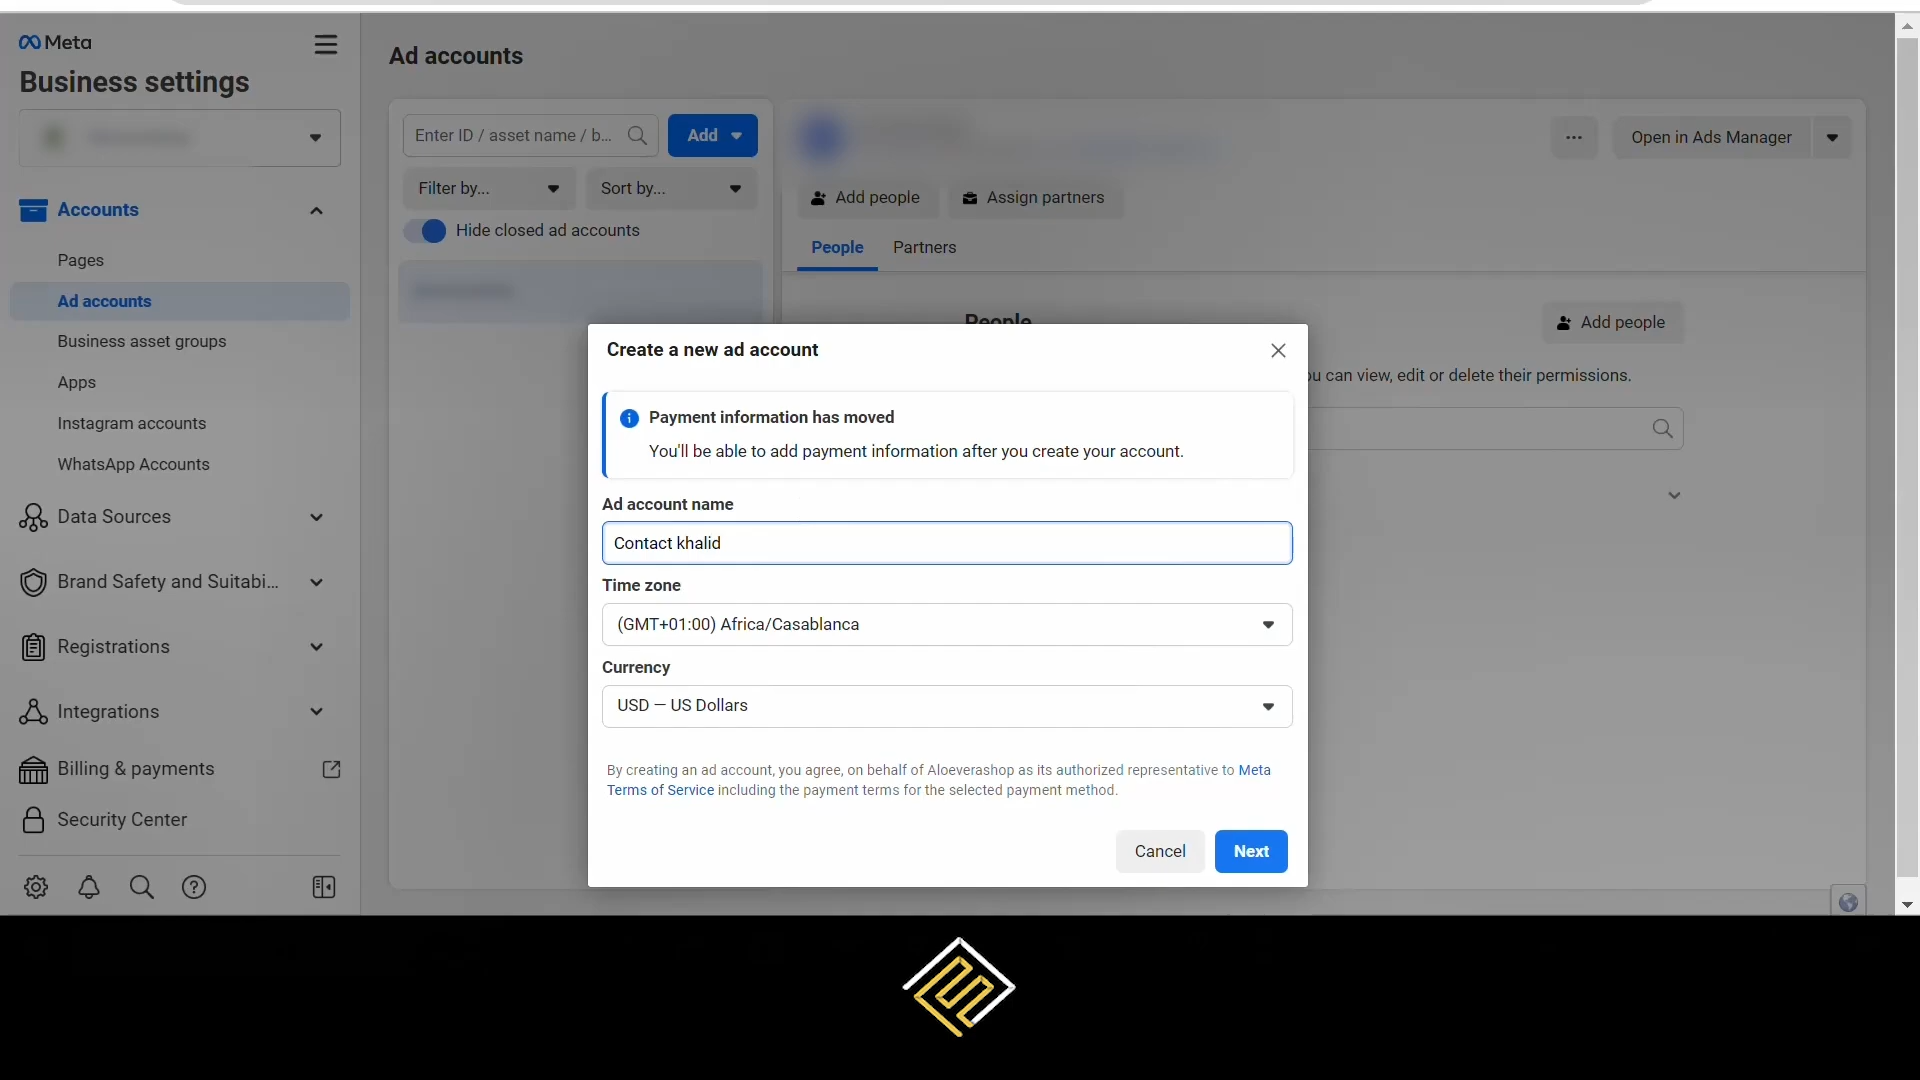 Meta
Business settings
Accounts
Pages
Ad accounts
Business asset groups
Apps
Instagram accounts
WhatsApp Accounts
Data Sources
Brand Safety and Suitabi...
Registrations
Integrations
Billing & payments
Security Center
Ad accounts
Enter ID / asset name / b...
Add
Filter by...
Sort by...
Hide closed ad accounts
Open in Ads Manager
Add people
Assign partners
People
Partners
People
Add people
ou can view, edit or delete their permissions.
Create a new ad account
Payment information has moved
You'll be able to add payment information after you create your account.
Ad account name
Contact khalid
Time zone
(GMT+01:00) Africa/Casablanca
Currency
USD — US Dollars
By creating an ad account, you agree, on behalf of Aloeverashop as its authorized representative to Meta
Terms of Service including the payment terms for the selected payment method.
Cancel
Next